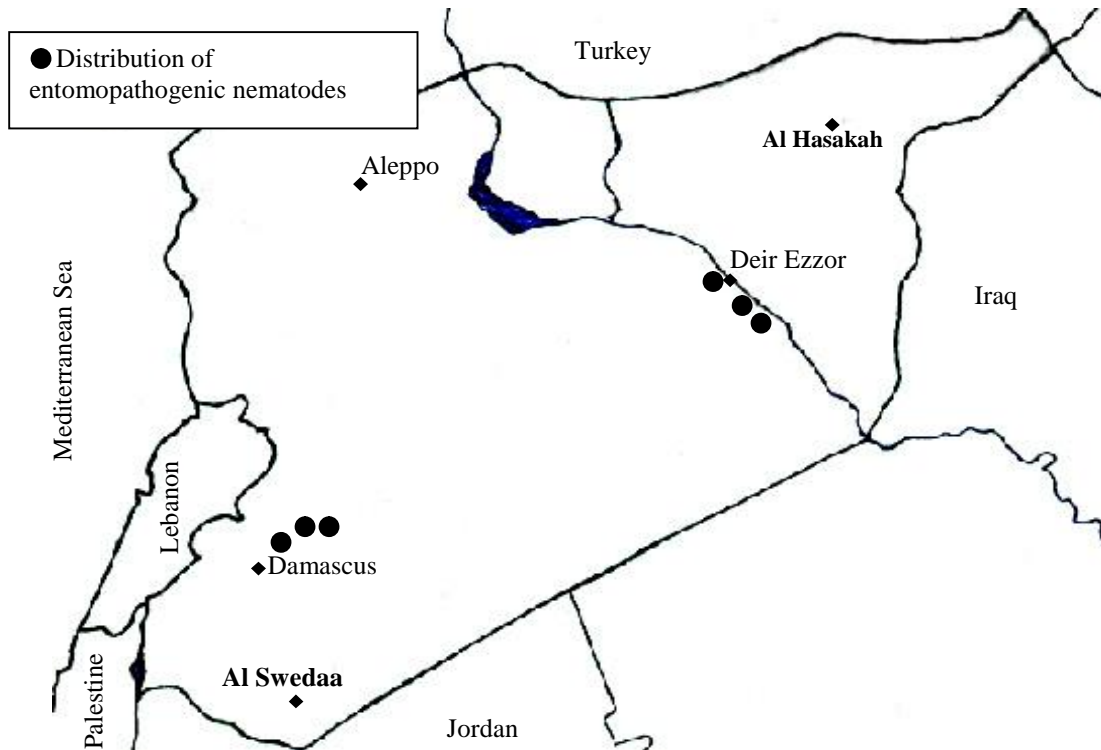 ● Distribution of
entomopathogenic nematodes
Turkey
Al Hasakah
Aleppo
Deir Ezzor
Iraq
Mediterranean Sea
Lebanon
Damascus
Al Swedaa
Palestine
Jordan